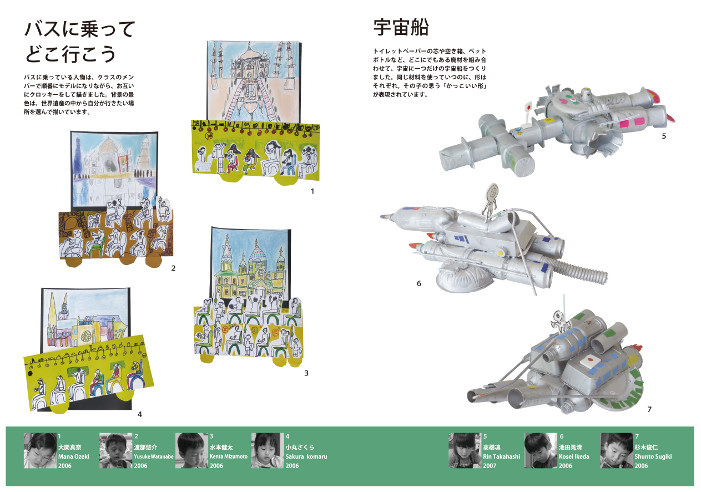 バスに乗って
どこ行こう
バスに乗っている人物は、クラスのメン
バーで順番にモデルになりながら、お互い
にクロッキーをして描きました。背景の景
色は、世界遺産の中から自分が行きたい場
所を選んで描いています。
1
2
3
4
宇宙船
トイレットペーパーの芯や空き箱、ペット
ボトルなど、どこにでもある廃材を組み合
わせて、宇宙に一つだけの宇宙船をつくり
ました。同じ材料を使っているのに、形は
それぞれ、その子の思う「かっこいい形」
が表現されています。
5
6
7
1
大関真奈
Mana Ozeki
2006
2
渡部悠介
Yusuke Watanabe
2006
3
水本健太
Kenta Mizumoto
2006
4
小丸さくら
Sakura komaru
2006
5
Rin Takahashi
2007
6
Kosei Ikeda
2006
7
杉木俊仁
Shunto Sugiki
2006